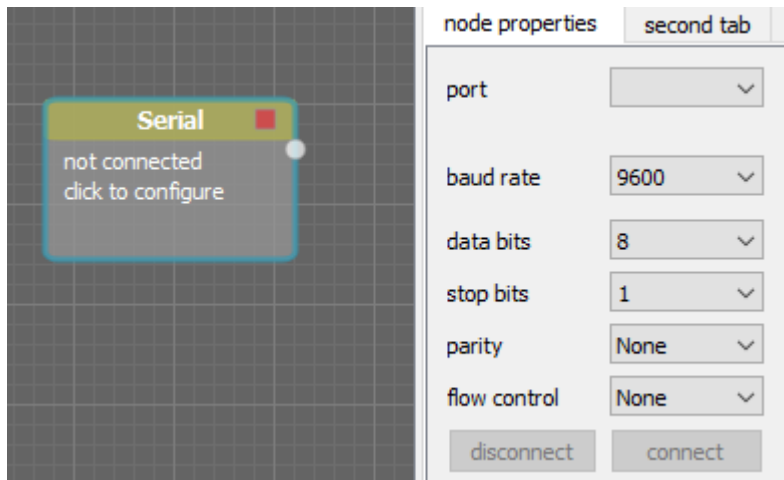 Serial
not connected
click to configure
node properties
second tab
port
baud rate 9600
data bits 8
stop bits 1
parity None
flow control None
disconnect connect